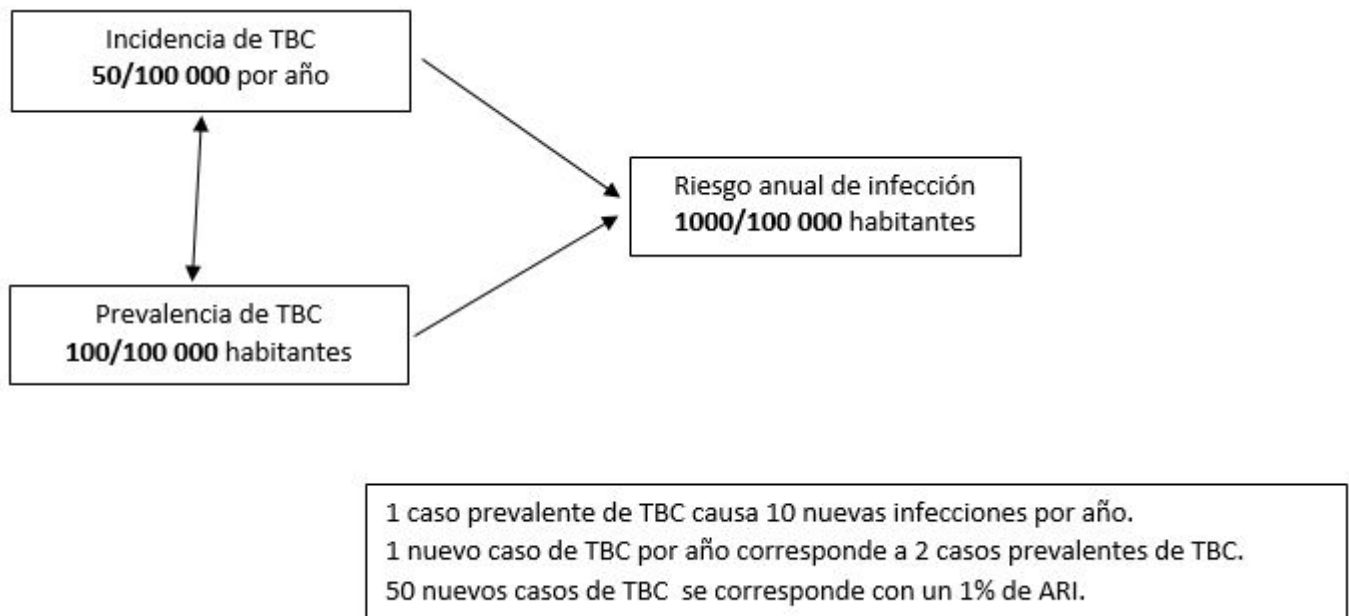 Incidencia de TBC
50/100 000 por año
Riesgo anual de infección
1000/100 000 habitantes
Prevalencia de TBC
100/100 000 habitantes
1 caso prevalente de TBC causa 10 nuevas infecciones por año.
1 nuevo caso de TBC por año corresponde a 2 casos prevalentes de TBC.
50 nuevos casos de TBC se corresponde con un 1% de ARI.